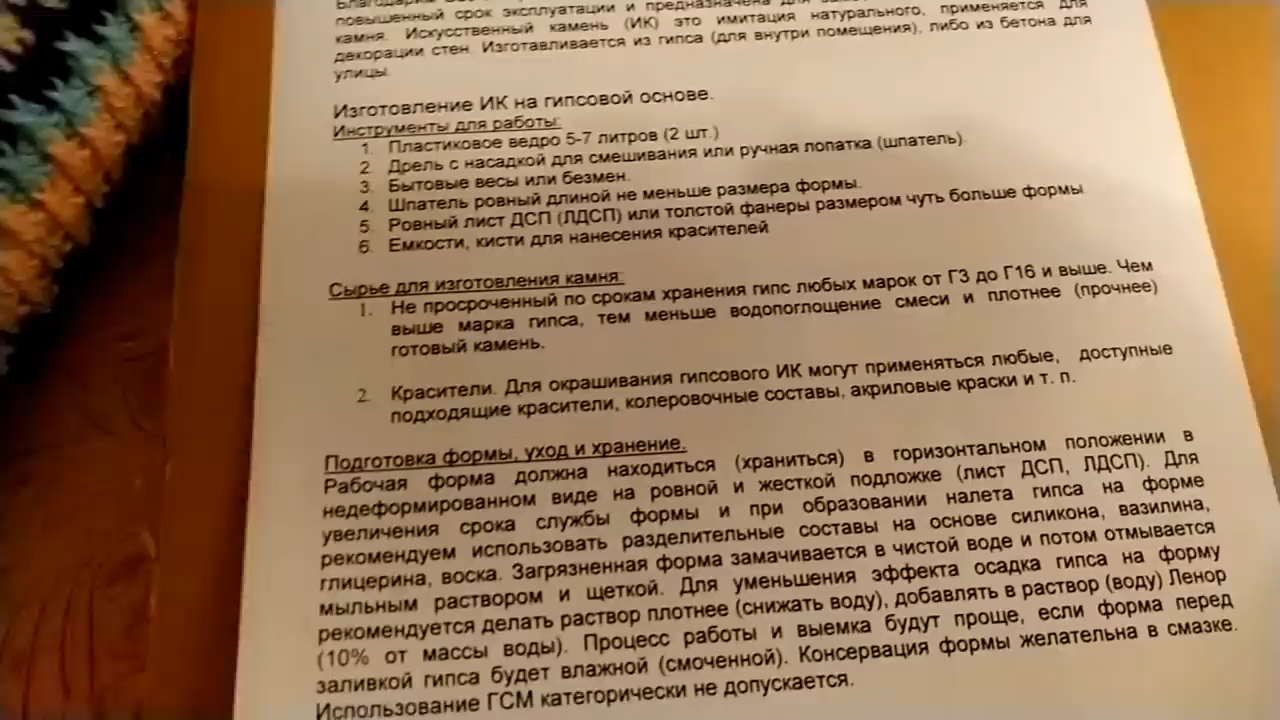 повышенный срок эксплуатации и предназначена для
камня. Искусственный камень (ИК) это имитация натурального, применяется для
декорации стен. Изготавливается из гипса (для внутри помещения), либо из бетона для
улицы.
Изготовление ИК на гипсовой основе.
Инструменты для работы:
1. Пластиковое ведро 5-7 литров (2 шт.)
2. Дрель с насадкой для смешивания или ручная лопатка (шпатель).
3. Бытовые весы или безмен.
4. Шпатель ровный длиной не меньше размера формы.
5. Ровный лист ДСП (ЛДСП) или толстой фанеры размером чуть больше формы
6. Емкости, кисти для нанесения красителей
Сырье для изготовления камня:
1. Не просроченный по срокам хранения гипс любых марок от Г3 до Г16 и выше. Чем
выше марка гипса, тем меньше водопоглощение смеси и плотнее (прочнее)
готовый камень.
2. Красители. Для окрашивания гипсового ИК могут применяться любые, доступные
подходящие красители, колеровочные составы, акриловые краски и т. п.
Подготовка формы, уход и хранение.
Рабочая форма должна находиться (храниться) в горизонтальном положении в
недеформированном виде на ровной и жесткой подложке (лист ДСП, ЛДСП). Для
увеличения срока службы формы и при образовании налета гипса на форме
рекомендуем использовать разделительные составы на основе силикона, вазилина,
глицерина, воска. Загрязненная форма замачивается в чистой воде и потом отмывается
мыльным раствором и щеткой. Для уменьшения эффекта осадка гипса на форму
рекомендуется делать раствор плотнее (снижать воду), добавлять в раствор (воду) Ленор
(10% от массы воды). Процесс работы и выемка будут проще, если форма перед
заливкой гипса будет влажной (смоченной). Консервация формы желательна в смазке.
Использование ГСМ категорически не допускается.